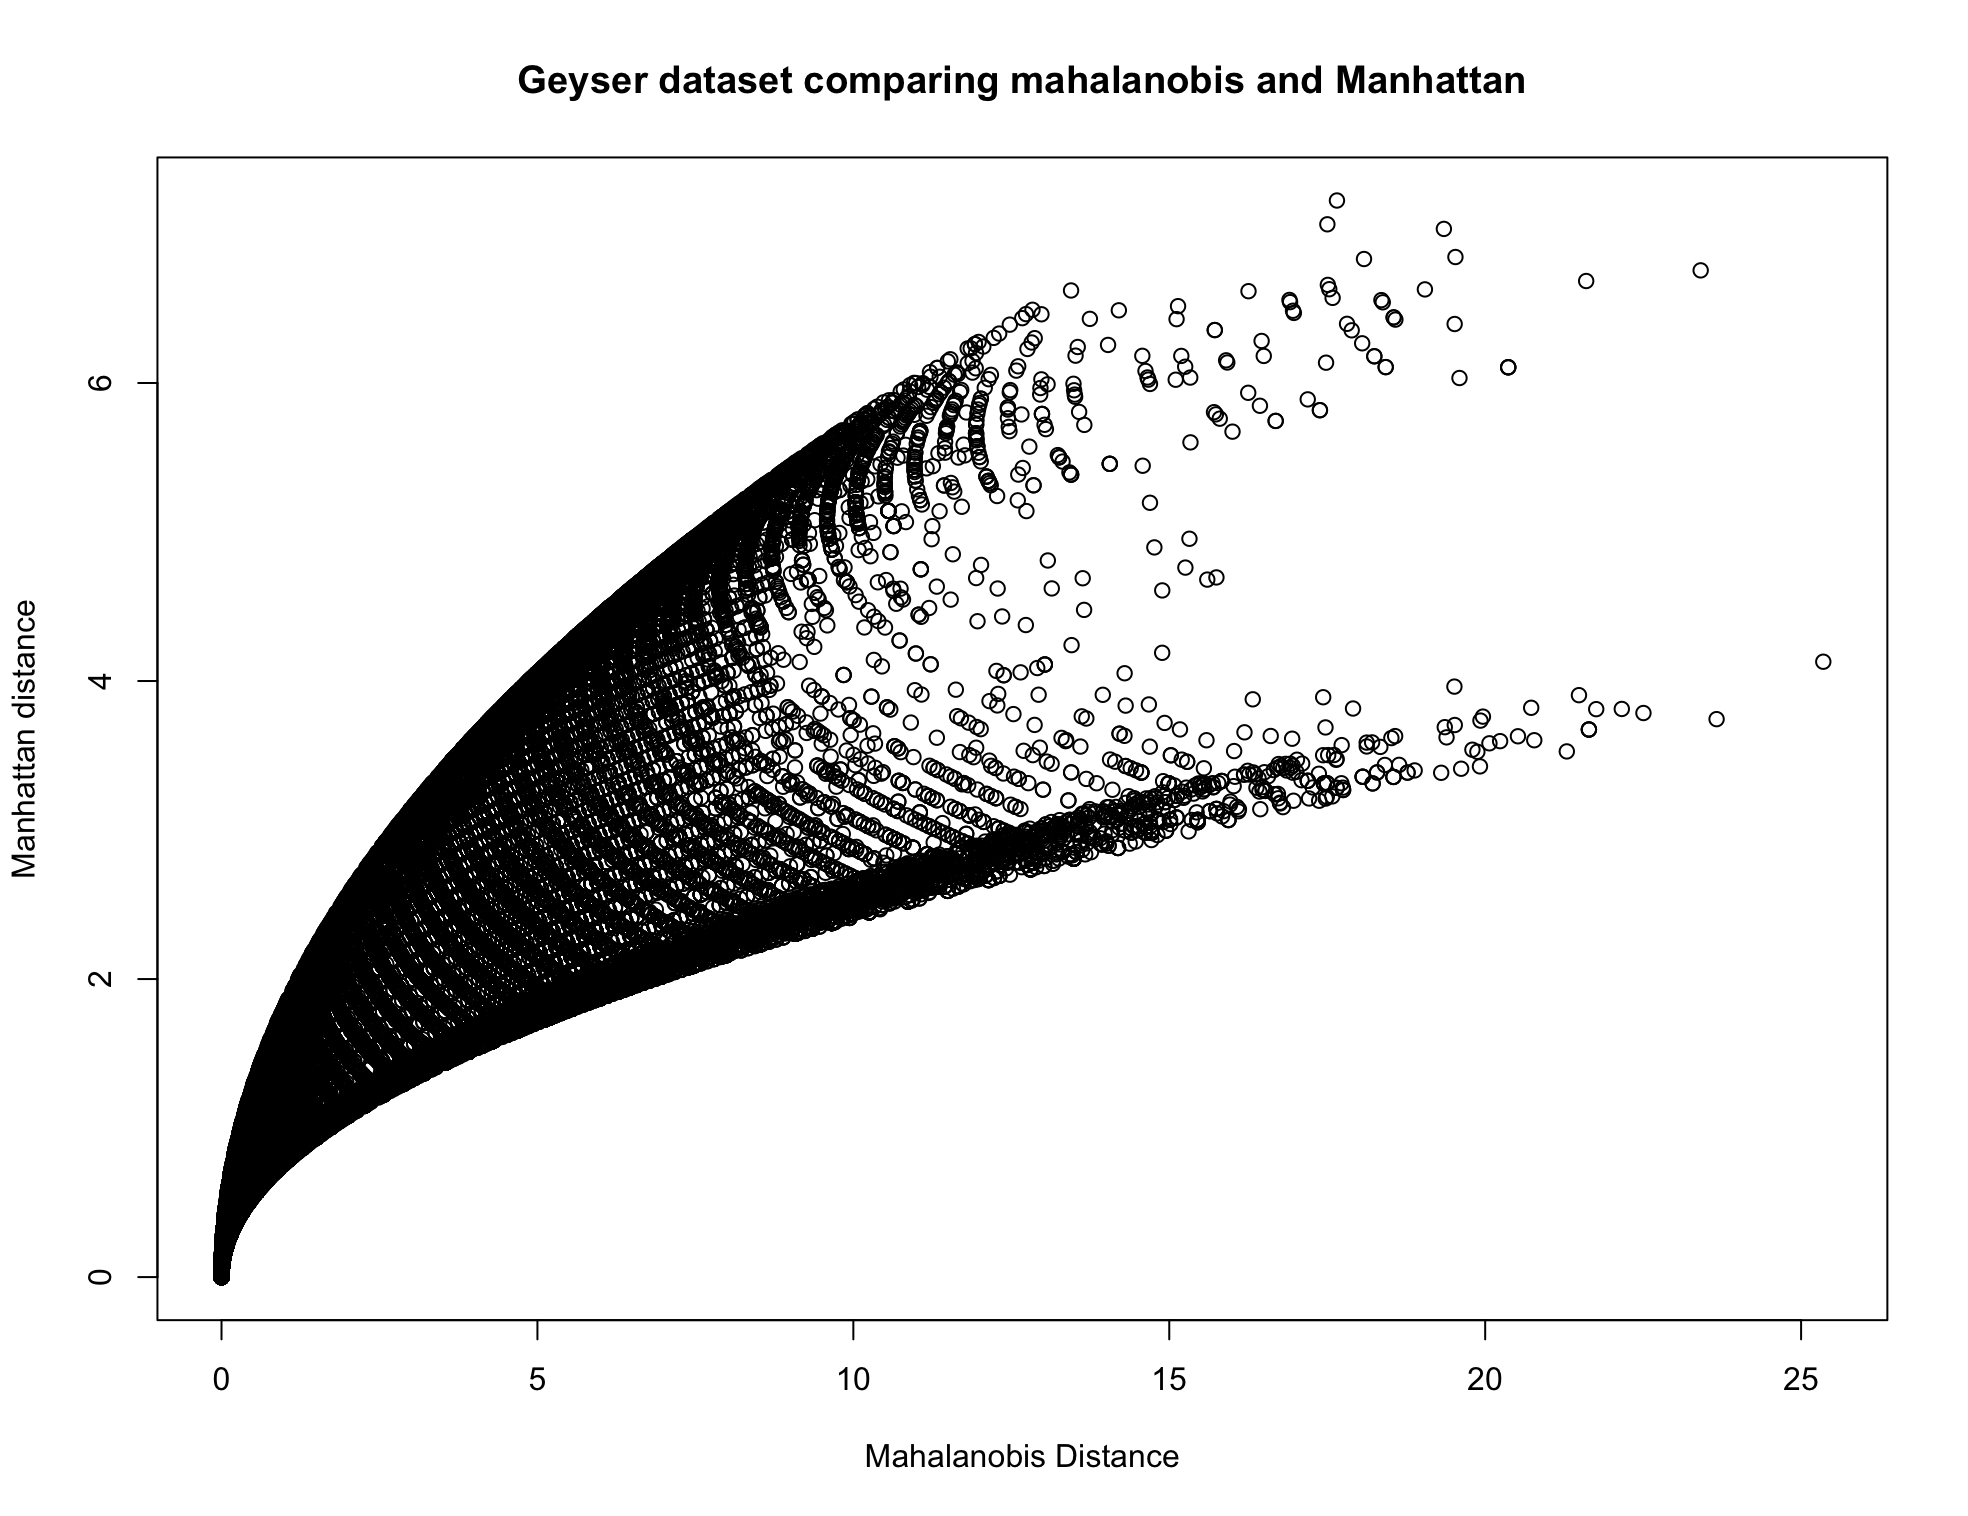 Geyser dataset comparing mahalanobis and Manhattan
Manhattan distance
6
4
2
0
0 5 10 15 20 25
Mahalanobis Distance